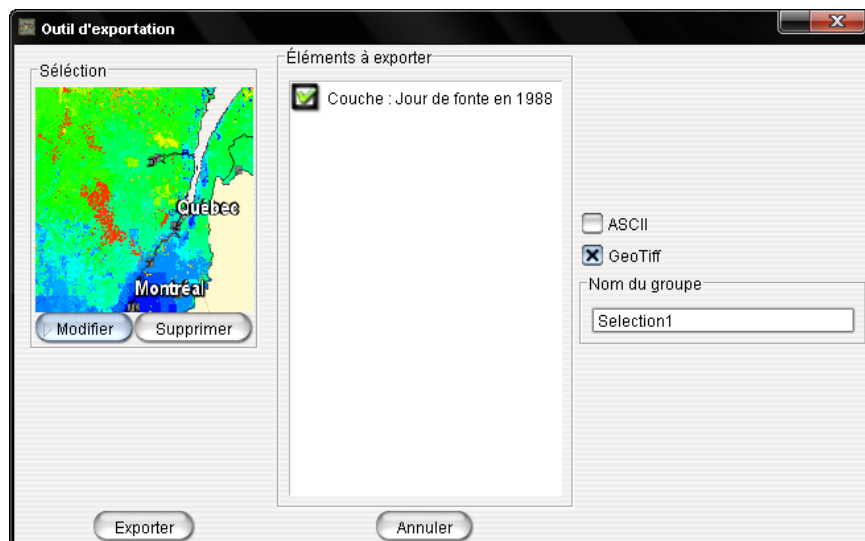 Outil d'exportation
Séléction
Québec
Montréal
Modifier
Supprimer
Éléments à exporter
Couche : Jour de fonte en 1988
ASCII
GeoTiff
Nom du groupe
Selection1
Exporter
Annuler